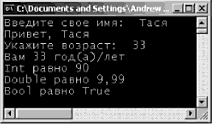 C:\Documents and Settings\Andrew ...
Введите свое имя:  Тася
Привет, Тася
Укажите возраст:  33
Вам 33 год(а)/лет
Int равно 90
Double равно 9,99
Bool равно True